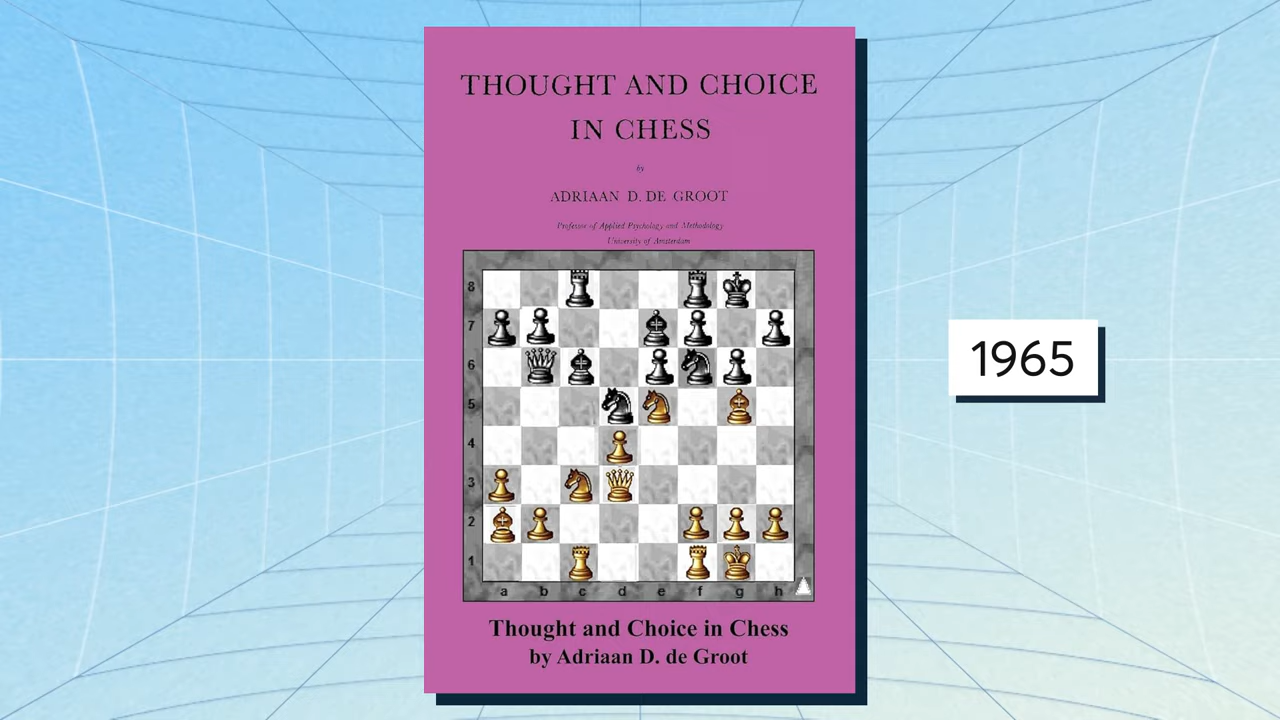 THOUGHT AND CHOICE
IN CHESS
by
ADRIAAN D. DE GROOT
Professor of Applied Psychology and Methodology
University of Amsterdam
8
7
6
5
4
3
2
1
a b c d e f g h
Thought and Choice in Chess
by Adriaan D. de Groot
1965